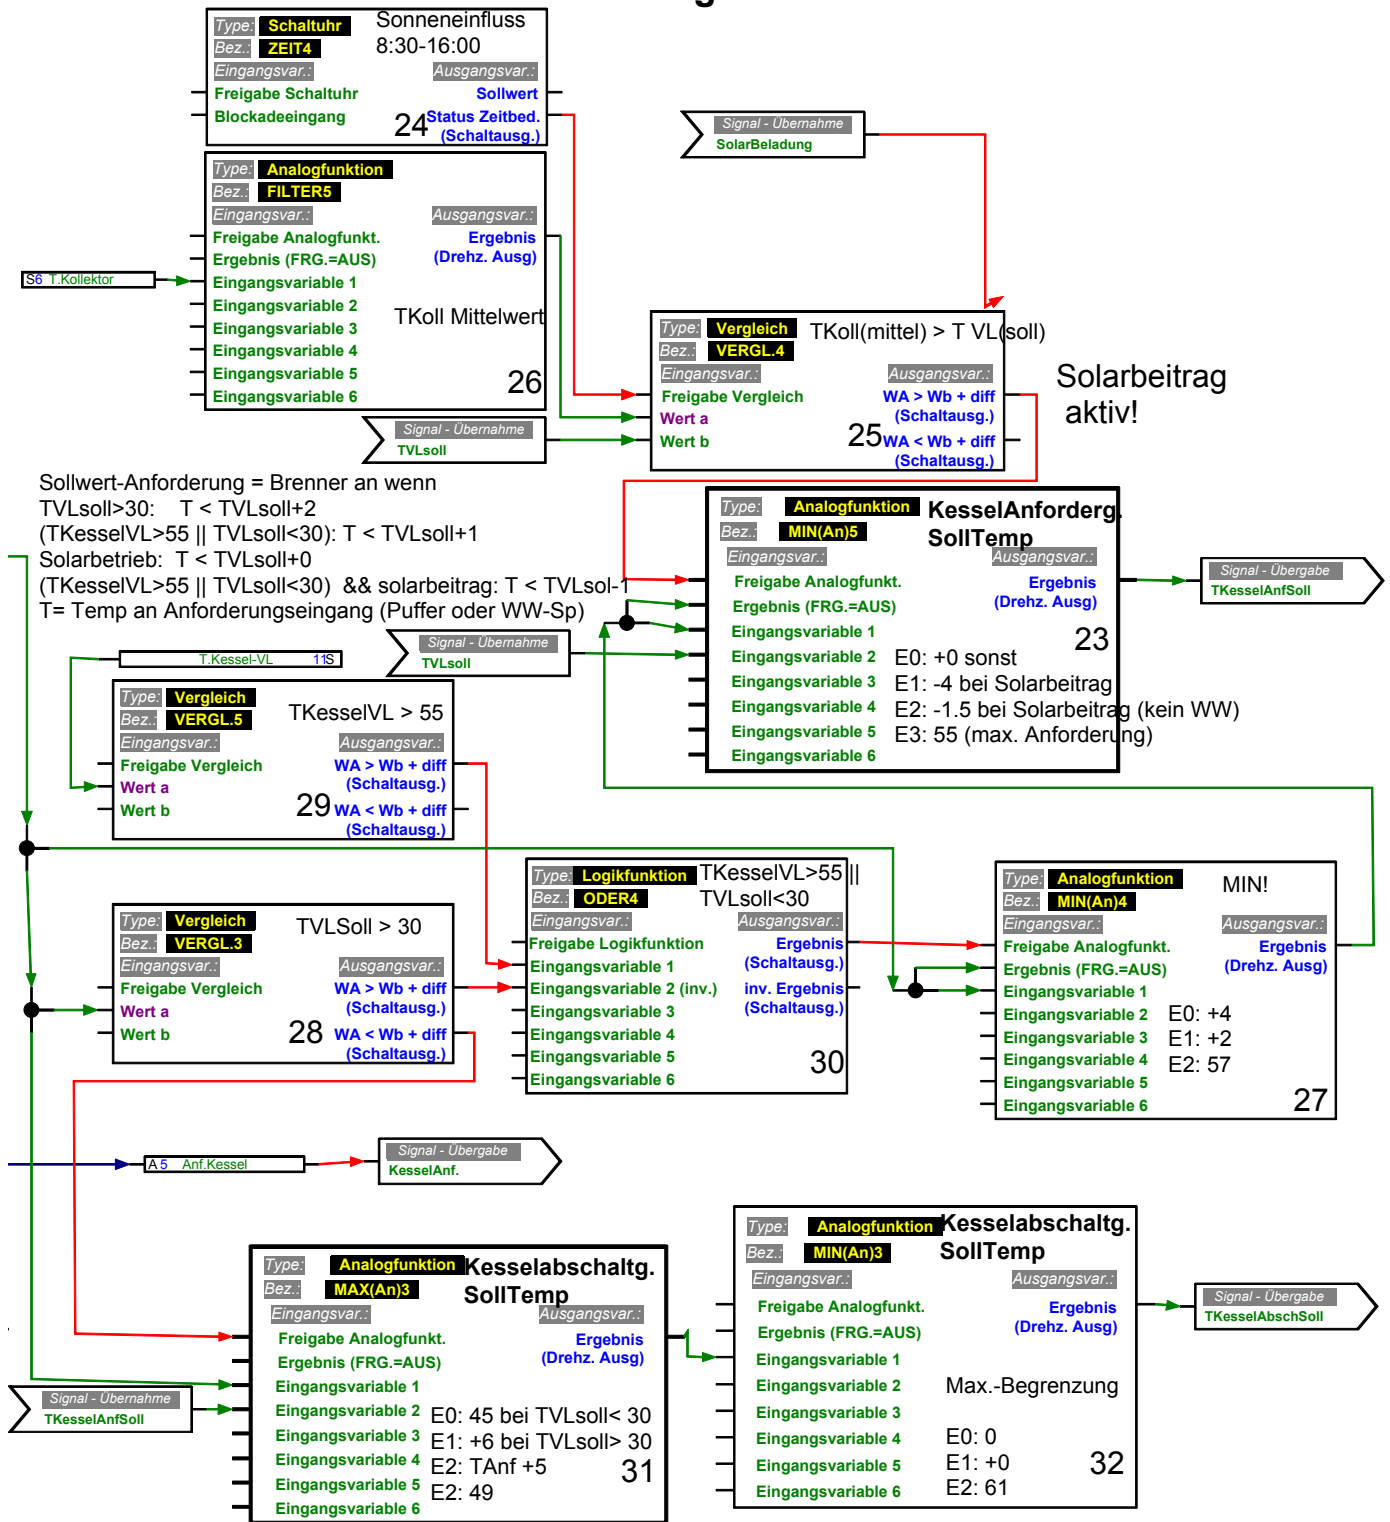 g
Type: Schaltuhr Sonneneinfluss
Bez.: ZEIT4 8:30-16:00
Eingangsvar.: Ausgangsvar.:
Freigabe Schaltuhr Sollwert
Blockadeeingang 24 Status Zeitbed.
(Schaltausg.)
Signal - Übernahme
SolarBeladung
Type: Analogfunktion
Bez.: FILTER5
Eingangsvar.: Ausgangsvar.:
Freigabe Analogfunkt. Ergebnis
Ergebnis (FRG.=AUS) (Drehz. Ausg)
S6 T.Kollektor
Eingangsvariable 1
Eingangsvariable 2
Eingangsvariable 3 TKoll Mittelwert
Eingangsvariable 4
Eingangsvariable 5
Eingangsvariable 6 26
Type: Vergleich TKoll(mittel) > T VL(soll)
Bez.: VERGL.4
Eingangsvar.: Ausgangsvar.:
Freigabe Vergleich WA > Wb + diff
Wert a (Schaltausg.)
Wert b 25 WA < Wb + diff
(Schaltausg.)
Solarbeitrag
aktiv!
Signal - Übernahme
TVLsoll
Sollwert-Anforderung = Brenner an wenn
TVLsoll>30: T < TVLsoll+2
(TKesselVL>55 || TVLsoll<30): T < TVLsoll+1
Solarbetrieb: T < TVLsoll+0
(TKesselVL>55 || TVLsoll<30) && solarbeitrag: T < TVLsol-1
T= Temp an Anforderungseingang (Puffer oder WW-Sp)
Type: Analogfunktion KesselAnforderg.
Bez.: MIN(An)5 SollTemp
Eingangsvar.: Ausgangsvar.:
Freigabe Analogfunkt. Ergebnis
Ergebnis (FRG.=AUS) (Drehz. Ausg)
Eingangsvariable 1 23
Eingangsvariable 2 E0: +0 sonst
Eingangsvariable 3 E1: -4 bei Solarbeitrag
Eingangsvariable 4 E2: -1.5 bei Solarbeitrag (kein WW)
Eingangsvariable 5 E3: 55 (max. Anforderung)
Eingangsvariable 6
Signal - Übergabe
TKesselAnfSoll
Signal - Übernahme
TVLsoll
T.Kessel-VL 11S
Type: Vergleich TKesselVL > 55
Bez.: VERGL.5
Eingangsvar.: Ausgangsvar.:
Freigabe Vergleich WA > Wb + diff
Wert a (Schaltausg.)
Wert b 29 WA < Wb + diff
(Schaltausg.)
Type: Vergleich TVLSoll > 30
Bez.: VERGL.3
Eingangsvar.: Ausgangsvar.:
Freigabe Vergleich WA > Wb + diff
Wert a (Schaltausg.)
Wert b 28 WA < Wb + diff
(Schaltausg.)
Type: Logikfunktion TKesselVL>55 ||
Bez.: ODER4 TVLsoll<30
Eingangsvar.: Ausgangsvar.:
Freigabe Logikfunktion Ergebnis
Eingangsvariable 1 (Schaltausg.)
Eingangsvariable 2 (inv.) inv. Ergebnis
Eingangsvariable 3 (Schaltausg.)
Eingangsvariable 4
Eingangsvariable 5 30
Eingangsvariable 6
Type: Analogfunktion MIN!
Bez.: MIN(An)4
Eingangsvar.: Ausgangsvar.:
Freigabe Analogfunkt. Ergebnis
Ergebnis (FRG.=AUS) (Drehz. Ausg)
Eingangsvariable 1
Eingangsvariable 2 E0: +4
Eingangsvariable 3 E1: +2
Eingangsvariable 4 E2: 57
Eingangsvariable 5
Eingangsvariable 6 27
A 5 Anf.Kessel
Signal - Übergabe
KesselAnf.
Type: Analogfunktion Kesselabschaltg.
Bez.: MAX(An)3 SollTemp
Eingangsvar.: Ausgangsvar.:
Freigabe Analogfunkt. Ergebnis
Ergebnis (FRG.=AUS) (Drehz. Ausg)
Eingangsvariable 1
Eingangsvariable 2 E0: 45 bei TVLsoll< 30
Eingangsvariable 3 E1: +6 bei TVLsoll> 30
Eingangsvariable 4 E2: TAnf +5 31
Eingangsvariable 5 E2: 49
Eingangsvariable 6
Signal - Übernahme
TKesselAnfSoll
Type: Analogfunktion Kesselabschaltg.
Bez.: MIN(An)3 SollTemp
Eingangsvar.: Ausgangsvar.:
Freigabe Analogfunkt. Ergebnis
Ergebnis (FRG.=AUS) (Drehz. Ausg)
Eingangsvariable 1
Eingangsvariable 2 Max.-Begrenzung
Eingangsvariable 3
Eingangsvariable 4 E0: 0
Eingangsvariable 5 E1: +0 32
Eingangsvariable 6 E2: 61
Signal - Übergabe
TKesselAbschSoll